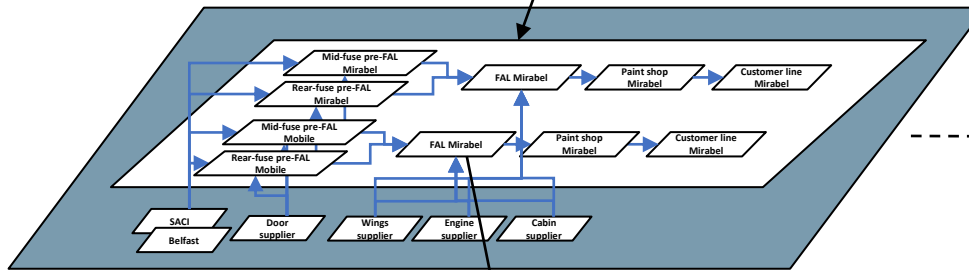 Mid-fuse pre-FAL
Mirabel
Rear-fuse pre-FAL
Mirabel
FAL Mirabel
Paint shop
Mirabel
Customer line
Mirabel
Mid-fuse pre-FAL
Mobile
Rear-fuse pre-FAL
Mobile
FAL Mirabel
Paint shop
Mirabel
Customer line
Mirabel
SACI
Belfast
Door
supplier
Wings
supplier
Engine
supplier
Cabin
supplier